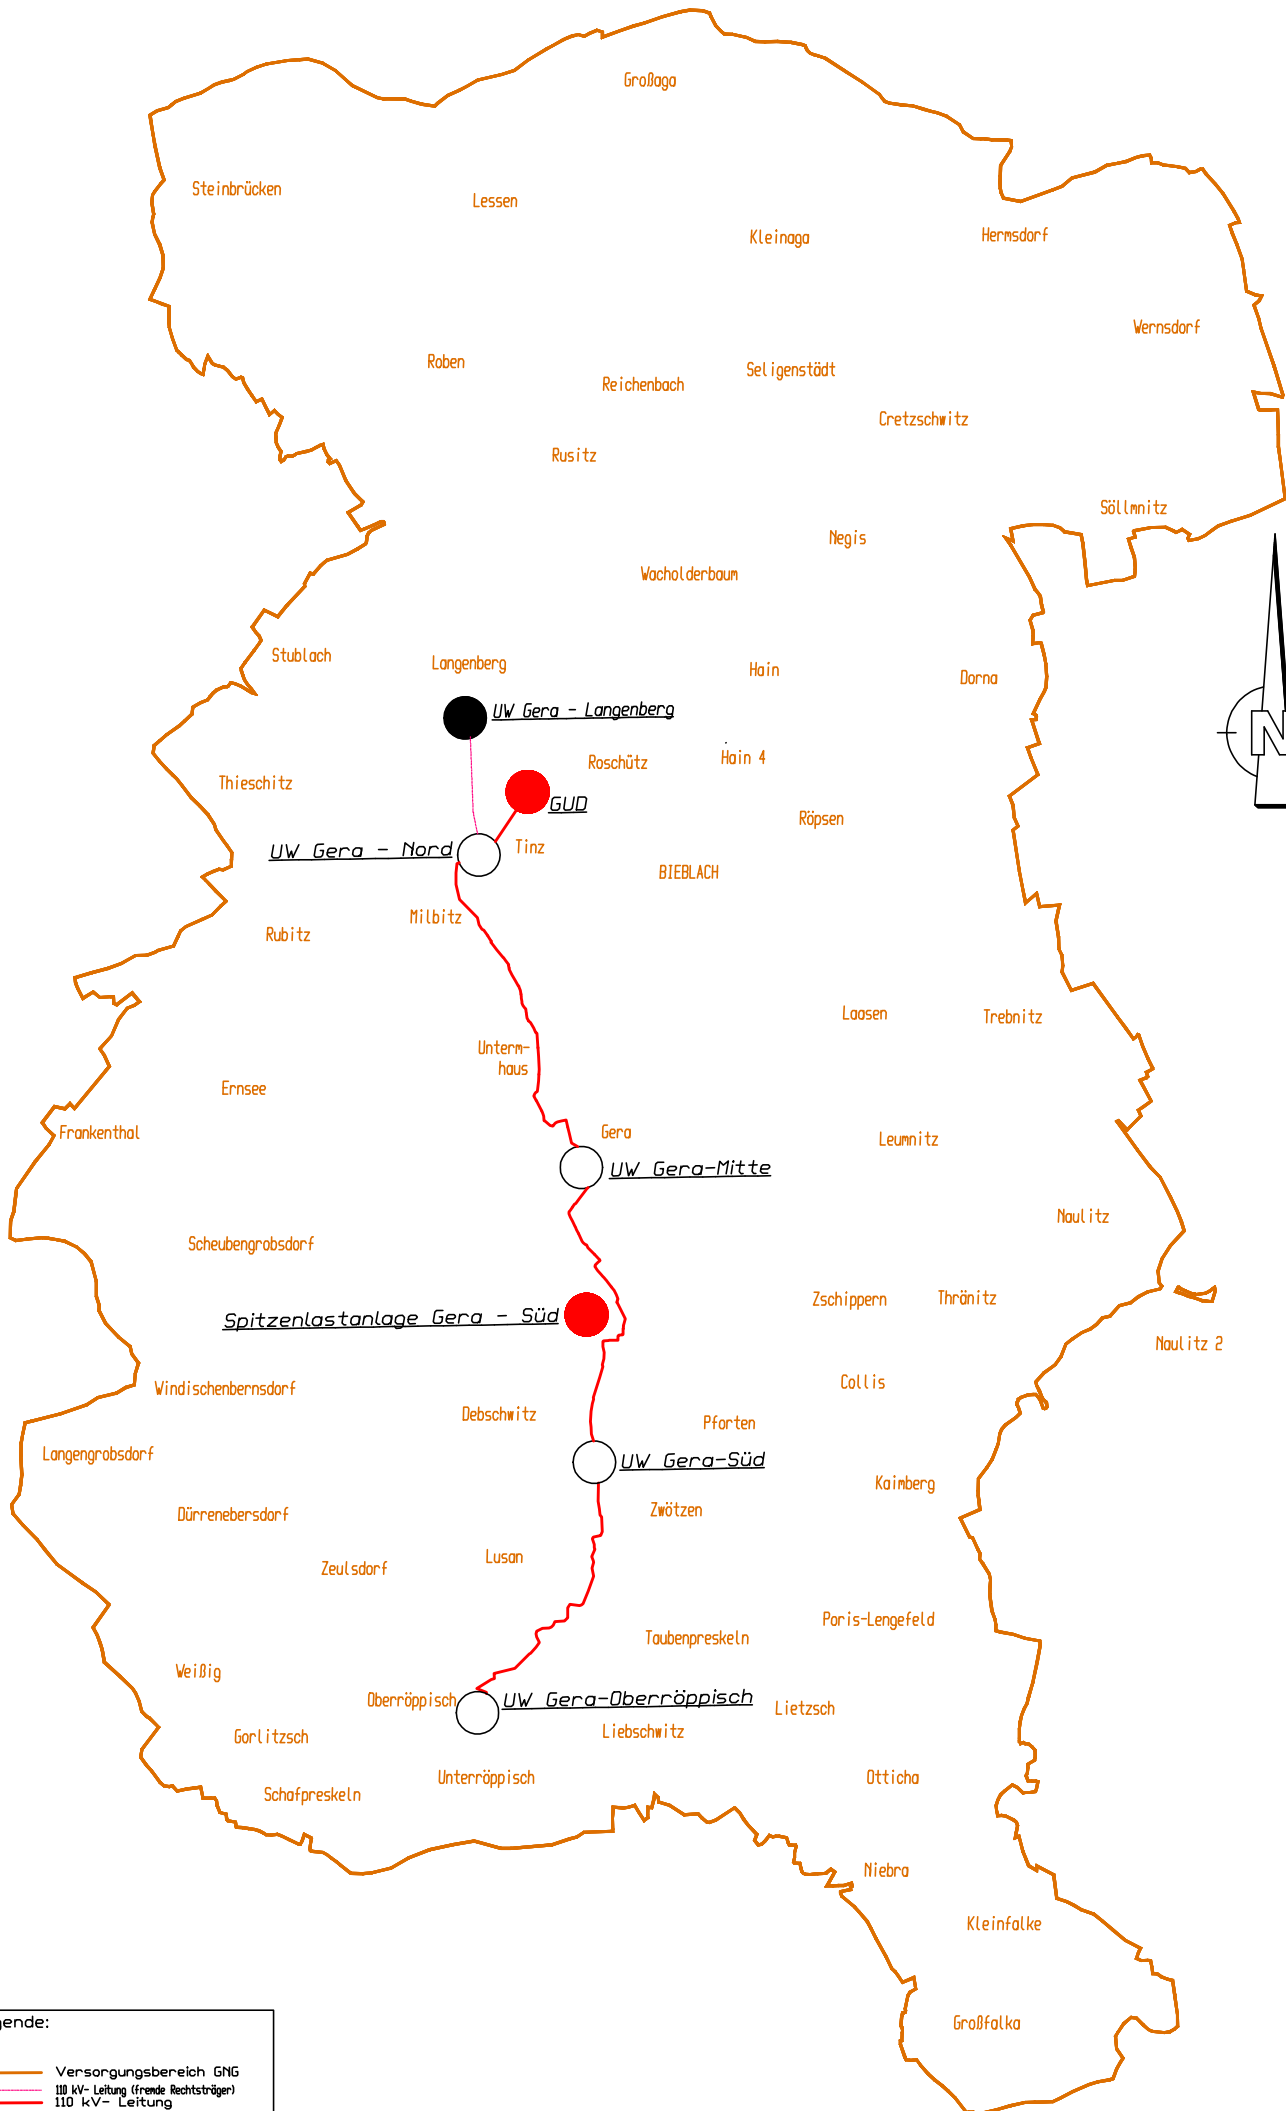 Großaga
Steinbrücken
Lessen
Kleinaga
Hermsdorf
Wernsdorf
Roben
Reichenbach
Seligenstädt
Cretzschwitz
Rusitz
Söllmnitz
Negis
Wacholderbaum
Stublach
Langenberg
Hain
Dorna
UW Gera - Langenberg
N
Roschütz
Hain 4
Thieschitz
GUD
Röpsen
UW Gera - Nord
Tinz
BIEBLACH
Milbitz
Rubitz
Laasen
Trebnitz
Unterm-
haus
Ernsee
Frankenthal
Gera
Leumnitz
UW Gera-Mitte
Naulitz
Scheubengrobsdorf
Zschippern
Thränitz
Spitzenlastanlage Gera - Süd
Naulitz 2
Windischenbernsdorf
Collis
Debschwitz
Pforten
Langengrobsdorf
UW Gera-Süd
Kaimberg
Dürrenebersdorf
Zwötzen
Zeulsdorf
Lusan
Poris-Lengefeld
Taubenpreskeln
Weißig
Oberröppisch
UW Gera-Oberröppisch
Lietzsch
Gorlitzsch
Liebschwitz
Unterröppisch
Otticha
Schafpreskeln
Niebra
Kleinfalke
Großfalka
gende:
Versorgungsbereich GNG
110 kV- Leitung (fremde Rechtsträger)
110 kV- Leitung